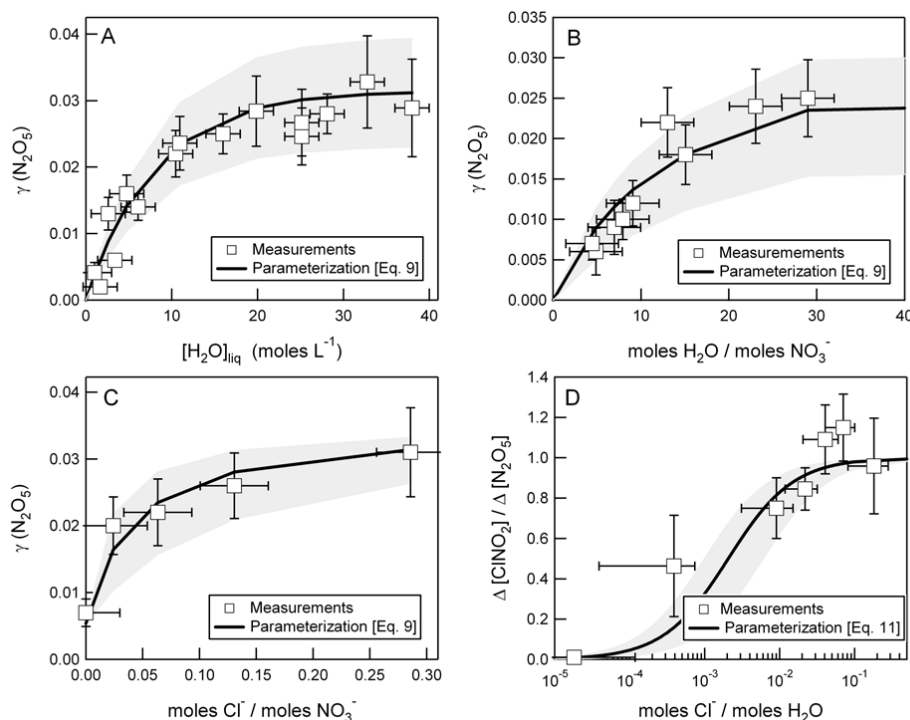 A
γ (N₂O₅)
0.04
0.03
0.02
0.01
0.00
0 10 20 30 40
[H₂O]liq (moles L⁻¹)
Measurements
Parameterization [Eq. 9]
B
γ (N₂O₅)
0.030
0.025
0.020
0.015
0.010
0.005
0.000
0 10 20 30 40
moles H₂O / moles NO₃⁻
Measurements
Parameterization [Eq. 9]
C
γ (N₂O₅)
0.04
0.03
0.02
0.01
0.00
0.00 0.05 0.10 0.15 0.20 0.25 0.30
moles Cl⁻ / moles NO₃⁻
Measurements
Parameterization [Eq. 9]
D
Δ [ClNO₂] / Δ [N₂O₅]
1.4
1.2
1.0
0.8
0.6
0.4
0.2
0.0
10⁻⁵ 10⁻⁴ 10⁻³ 10⁻² 10⁻¹
moles Cl⁻ / moles H₂O
Measurements
Parameterization [Eq. 11]